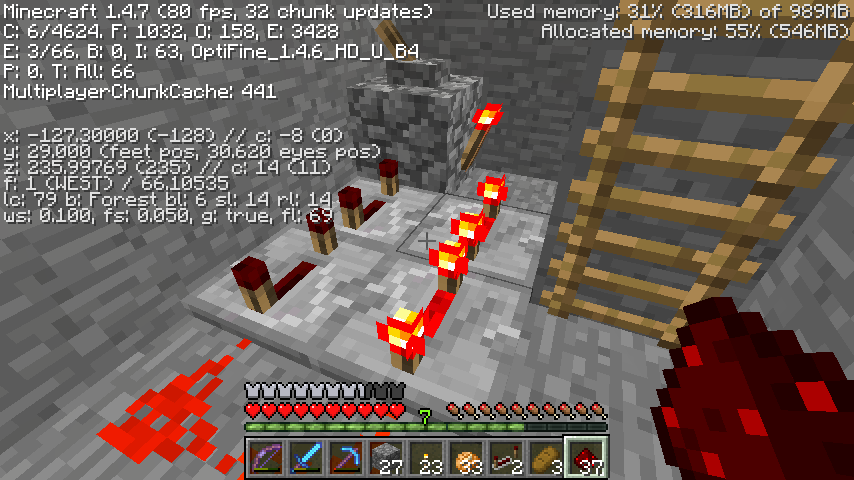 Minecraft 1.4.7 (80 fps, 32 chunk updates)
Used memory: 31% (316MB) of 989MB
C: 6/4624, F: 1032, O: 158, E: 3428
Allocated memory: 55% (546MB)
E: 3/66, B: 0, I: 63, OptiFine_1.4.6_HD_U_B4
P: 0, T: All: 66
MultiplayerChunkCache: 441
x: -127.30000 (-128) // c: -8 (0)
y: 29.000 (feet pos, 30.620 eyes pos)
z: 235.99769 (235) // c: 14 (11)
f: 1 (WEST) / 66.10535
lc: 79 b: Forest bl: 6 sl: 14 rl: 14
ws: 0.100, fs: 0.050, g: true, fl: 69
7
27 23 33 2 3 37